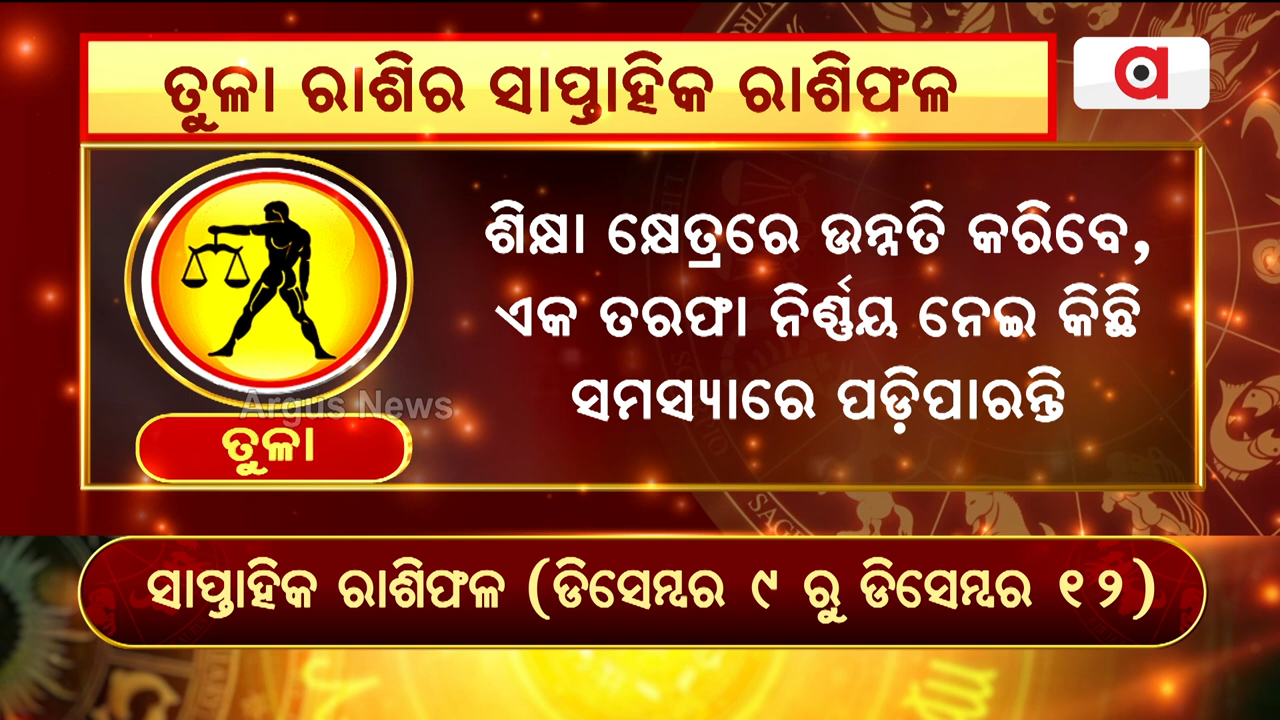 ତୁଳା ରାଶିର ସାପ୍ତାହିକ ରାଶିଫଳ
a
ଶିକ୍ଷା କ୍ଷେତ୍ରରେ ଉନ୍ନତି କରିବେ,
ଏକ ତରଫା ନିର୍ଣ୍ଣୟ ନେଇ କିଛି
ସମସ୍ୟାରେ ପଡ଼ିପାରନ୍ତି
Argus News
ତୁଳା
ସାପ୍ତାହିକ ରାଶିଫଳ (ଡିସେମ୍ବର ୯ ରୁ ଡିସେମ୍ବର ୧୨)